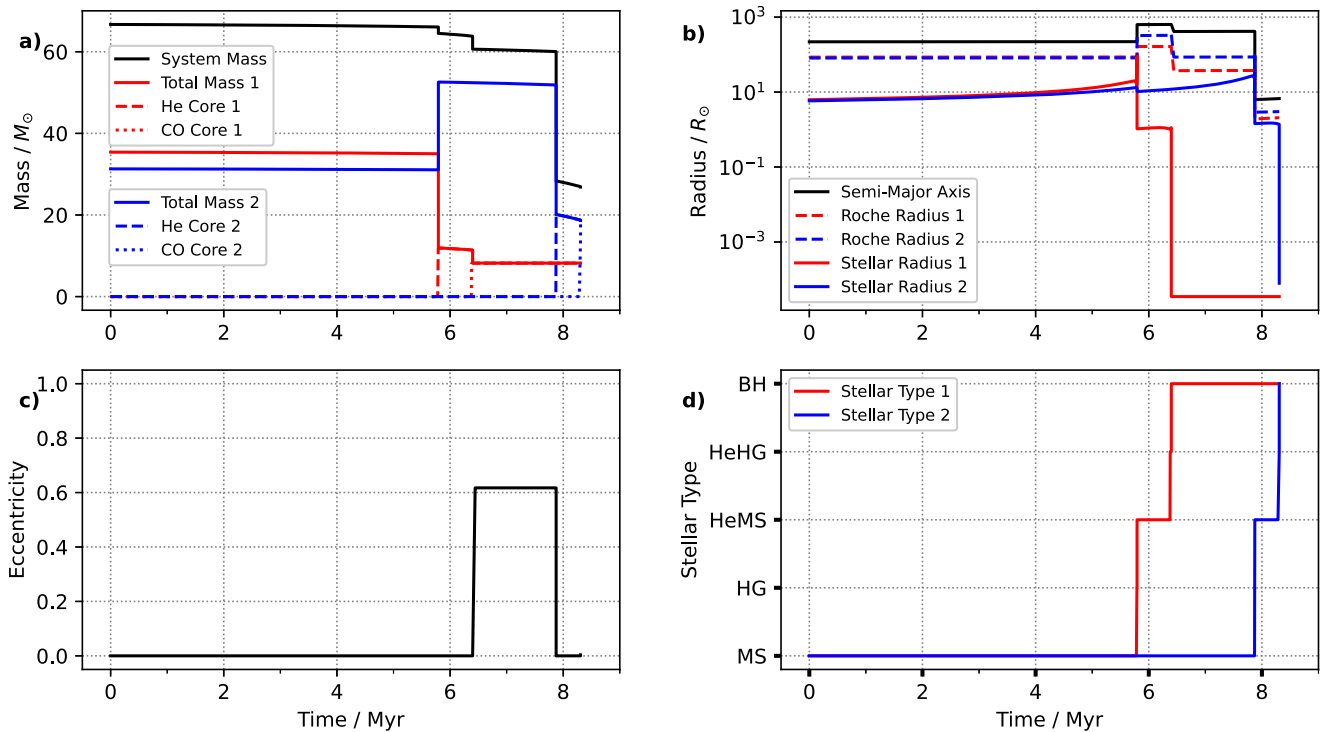 a)
60
40
20
0
Mass / M⊙
System Mass
Total Mass 1
He Core 1
CO Core 1
Total Mass 2
He Core 2
CO Core 2
0 2 4 6 8
b)
10³
10¹
10⁻¹
10⁻³
Radius / R⊙
Semi-Major Axis
Roche Radius 1
Roche Radius 2
Stellar Radius 1
Stellar Radius 2
0 2 4 6 8
c)
1.0
0.8
0.6
0.4
0.2
0.0
Eccentricity
0 2 4 6 8
Time / Myr
d)
BH
HeHG
HeMS
HG
MS
Stellar Type
Stellar Type 1
Stellar Type 2
0 2 4 6 8
Time / Myr